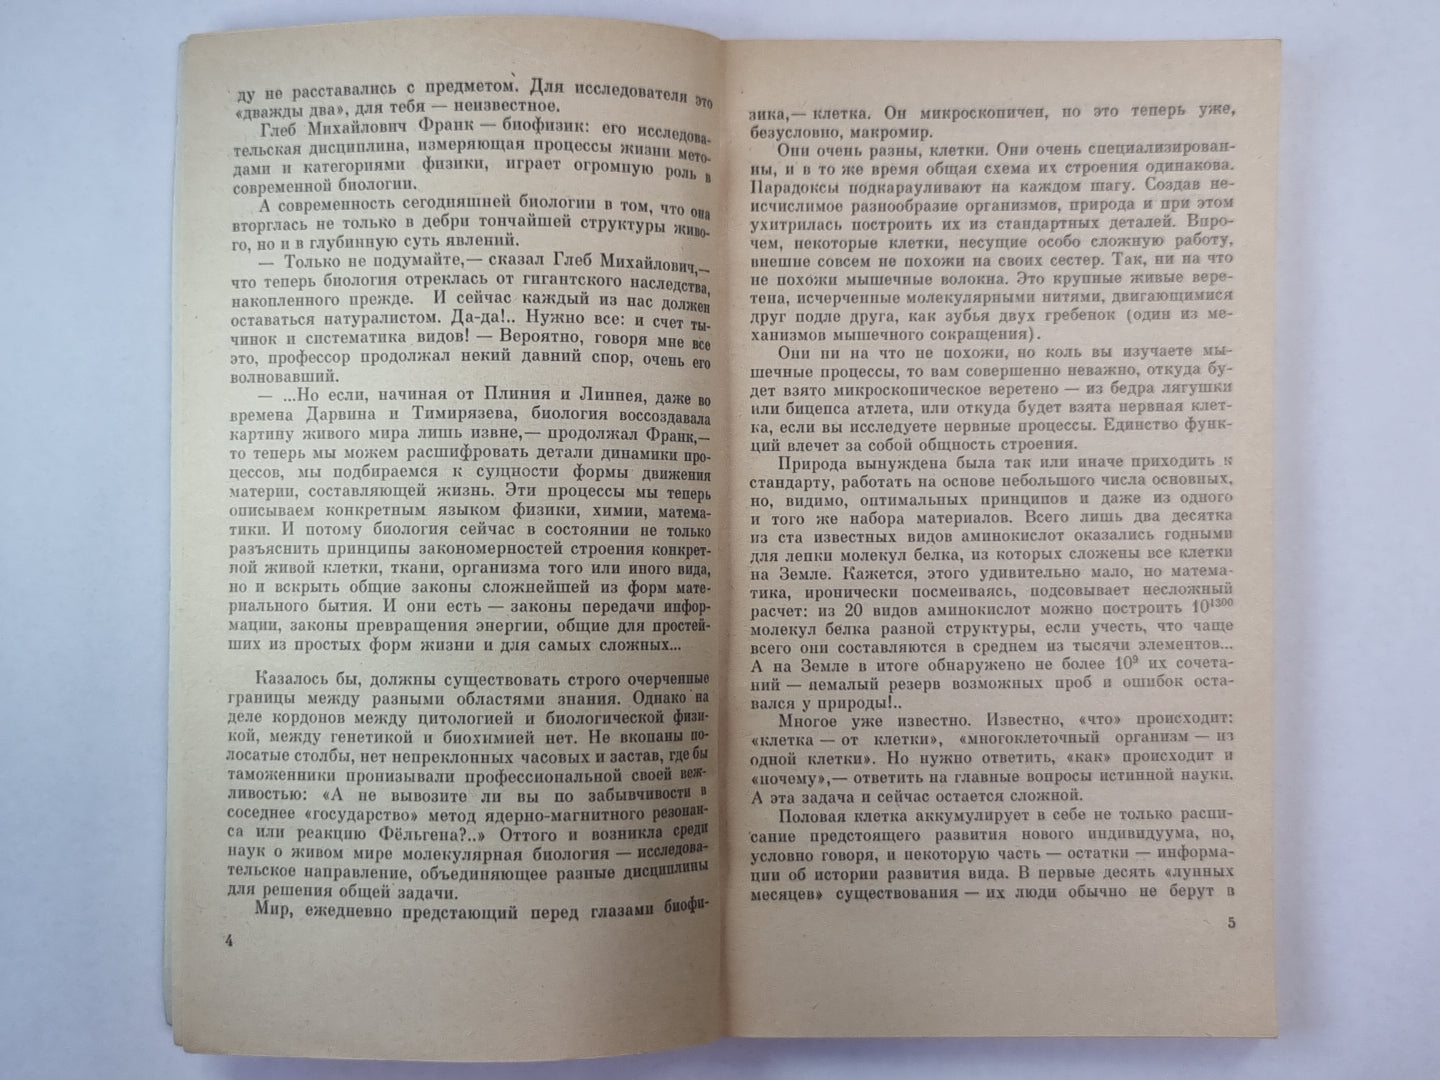 ду не расставались с предметом. Для исследователя это
«дважды два», для тебя — неизвестное.
Глеб Михайлович Франк — биофизик: его исследова-
тельская дисциплина, измеряющая процессы жизни мето-
дами и категориями физики, играет огромную роль в
современной биологии.
А современность сегодняшней биологии в том, что она
вторглась не только в дебри тончайшей структуры живо-
го, но и в глубинную суть явлений.
— Только не подумайте,— сказал Глеб Михайлович,—
что теперь биология отреклась от гигантского наследства,
накопленного прежде. И сейчас каждый из нас должен
оставаться натуралистом. Да-да!.. Нужно все: и счет ты-
чинок и систематика видов! — Вероятно, говоря мне все
это, профессор продолжал некий давний спор, очень его
волновавший.
— ...Но если, начиная от Плиния и Линнея, даже во
времена Дарвина и Тимирязева, биология воссоздавала
картину живого мира лишь извне,— продолжал Франк,—
то теперь мы можем расшифровать детали динамики про-
цессов, мы подбираемся к сущности формы движения
материи, составляющей жизнь. Эти процессы мы теперь
описываем конкретным языком физики, химии, матема-
тики. И потому биология сейчас в состоянии не только
разъяснить принципы закономерностей строения конкрет-
ной живой клетки, ткани, организма того или иного вида,
но и вскрыть общие законы сложнейшей из форм мате-
риального бытия. И они есть — законы передачи инфор-
мации, законы превращения энергии, общие для простей-
ших из простых форм жизни и для самых сложных...
Казалось бы, должны существовать строго очерченные
границы между разными областями знания. Однако на
деле кордонов между цитологией и биологической физи-
кой, между генетикой и биохимией нет. Не вкопаны по-
лосатые столбы, нет непреклонных часовых и застав, где бы
таможенники пронизывали профессиональной своей веж-
ливостью: «А не вывозите ли вы по забывчивости в
соседнее «государство» метод ядерно-магнитного резонан-
са или реакцию Фёльгена?..» Оттого и возникла среди
наук о живом мире молекулярная биология — исследова-
тельское направление, объединяющее разные дисциплины
для решения общей задачи.
Мир, ежедневно предстающий перед глазами биофи-
4
зика,— клетка. Он микроскопичен, но это теперь уже,
безусловно, макромир.
Они очень разны, клетки. Они очень специализирован-
ны, и в то же время общая схема их строения одинакова.
Парадоксы подкарауливают на каждом шагу. Создав не-
исчислимое разнообразие организмов, природа и при этом
ухитрилась построить их из стандартных деталей. Впро-
чем, некоторые клетки, несущие особо сложную работу,
внешне совсем не похожи на своих сестер. Так, ни на что
не похожи мышечные волокна. Это крупные живые вере-
тена, исчерченные молекулярными нитями, двигающимися
друг подле друга, как зубья двух гребенок (один из ме-
ханизмов мышечного сокращения).
Они ни на что не похожи, но коль вы изучаете мы-
шечные процессы, то вам совершенно неважно, откуда бу-
дет взято микроскопическое веретено — из бедра лягушки
или бицепса атлета, или откуда будет взята нервная клет-
ка, если вы исследуете нервные процессы. Единство функ-
ций влечет за собой общность строения.
Природа вынуждена была так или иначе приходить к
стандарту, работать на основе небольшого числа основных,
но, видимо, оптимальных принципов и даже из одного
и того же набора материалов. Всего лишь два десятка
из ста известных видов аминокислот оказались годными
для лепки молекул белка, из которых сложены все клетки
на Земле. Кажется, этого удивительно мало, но матема-
тика, иронически посмеиваясь, подсовывает несложный
расчет: из 20 видов аминокислот можно построить 10¹³⁰⁰
молекул белка разной структуры, если учесть, что чаще
всего они составляются в среднем из тысячи элементов...
А на Земле в итоге обнаружено не более 10⁹ их сочета-
ний — немалый резерв возможных проб и ошибок оста-
вался у природы!..
Многое уже известно. Известно, «что» происходит:
«клетка — от клетки», «многоклеточный организм — из
одной клетки». Но нужно ответить, «как» происходит и
«почему»,— ответить на главные вопросы истинной науки.
А эта задача и сейчас остается сложной.
Половая клетка аккумулирует в себе не только распи-
сание предстоящего развития нового индивидуума, но,
условно говоря, и некоторую часть — остатки — информа-
ции об истории развития вида. В первые десять «лунных
месяцев» существования — их люди обычно не берут в
5